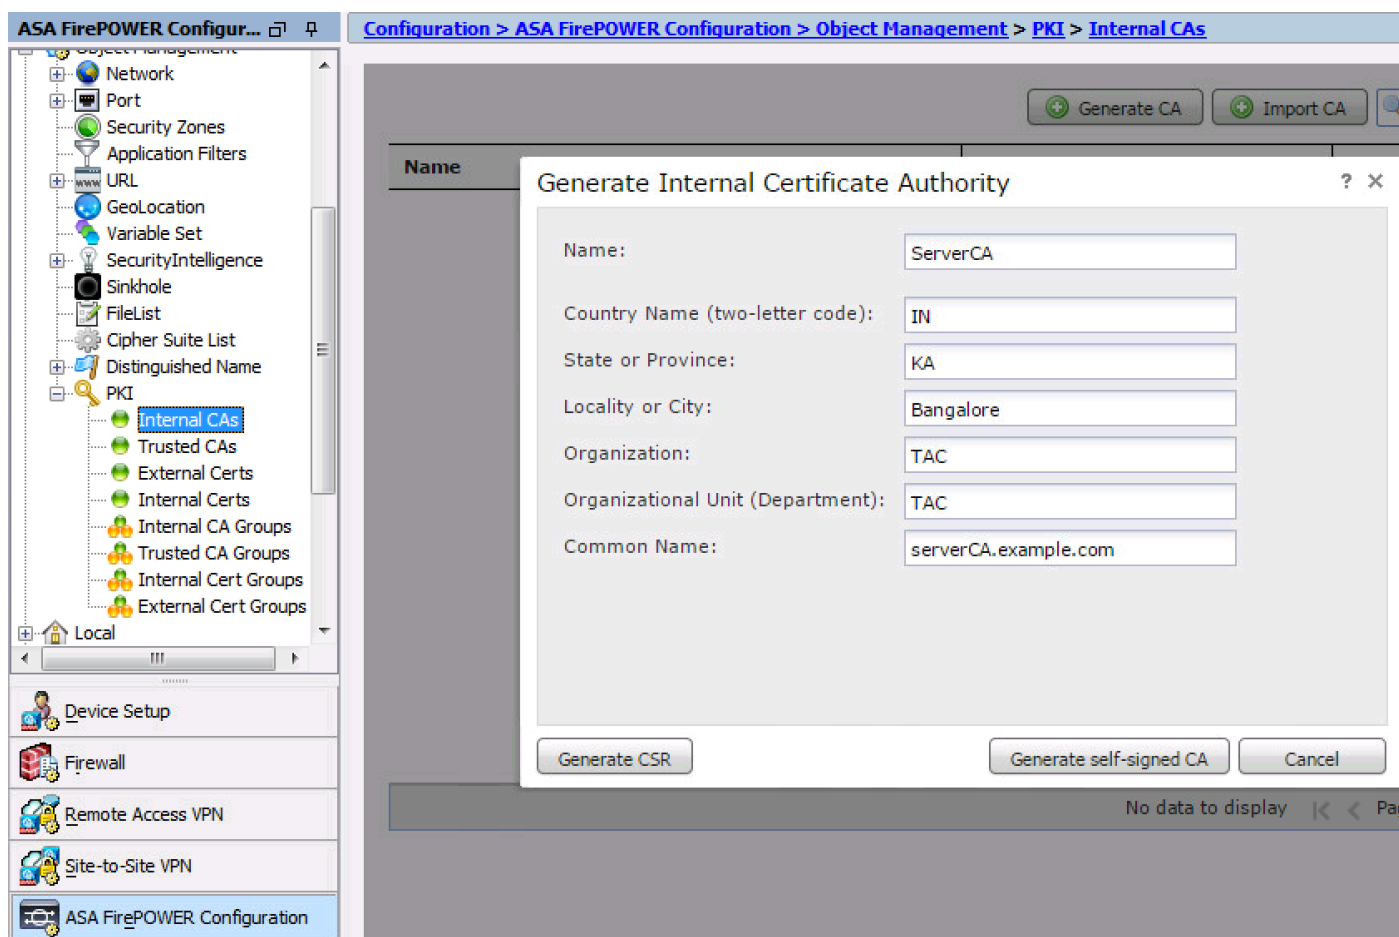 ASA FirePOWER Configur...
Configuration > ASA FirePOWER Configuration > Object Management > PKI > Internal CAs
Object Management
Network
Port
Security Zones
Application Filters
www URL
GeoLocation
Variable Set
SecurityIntelligence
Sinkhole
FileList
Cipher Suite List
Distinguished Name
PKI
Internal CAs
Trusted CAs
External Certs
Internal Certs
Internal CA Groups
Trusted CA Groups
Internal Cert Groups
External Cert Groups
Local
Device Setup
Firewall
Remote Access VPN
Site-to-Site VPN
ASA FirePOWER Configuration
Generate CA
Import CA
Name
Generate Internal Certificate Authority ? ×
Name: ServerCA
Country Name (two-letter code): IN
State or Province: KA
Locality or City: Bangalore
Organization: TAC
Organizational Unit (Department): TAC
Common Name: serverCA.example.com
Generate CSR Generate self-signed CA Cancel
No data to display |< < Pa